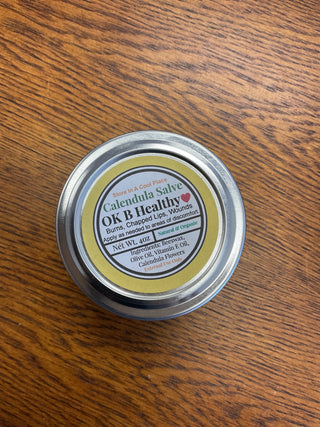 Store In A Cool Place
Calendula Salve
OK B Healthy
Burns, Chapped Lips, Wounds
Apply as needed in areas of discomfort
Net Wt. 4oz Natural & Organic
Ingredients: Beeswax,
Olive Oil, Vitamin E Oil,
Calendula Flowers
External Use Only